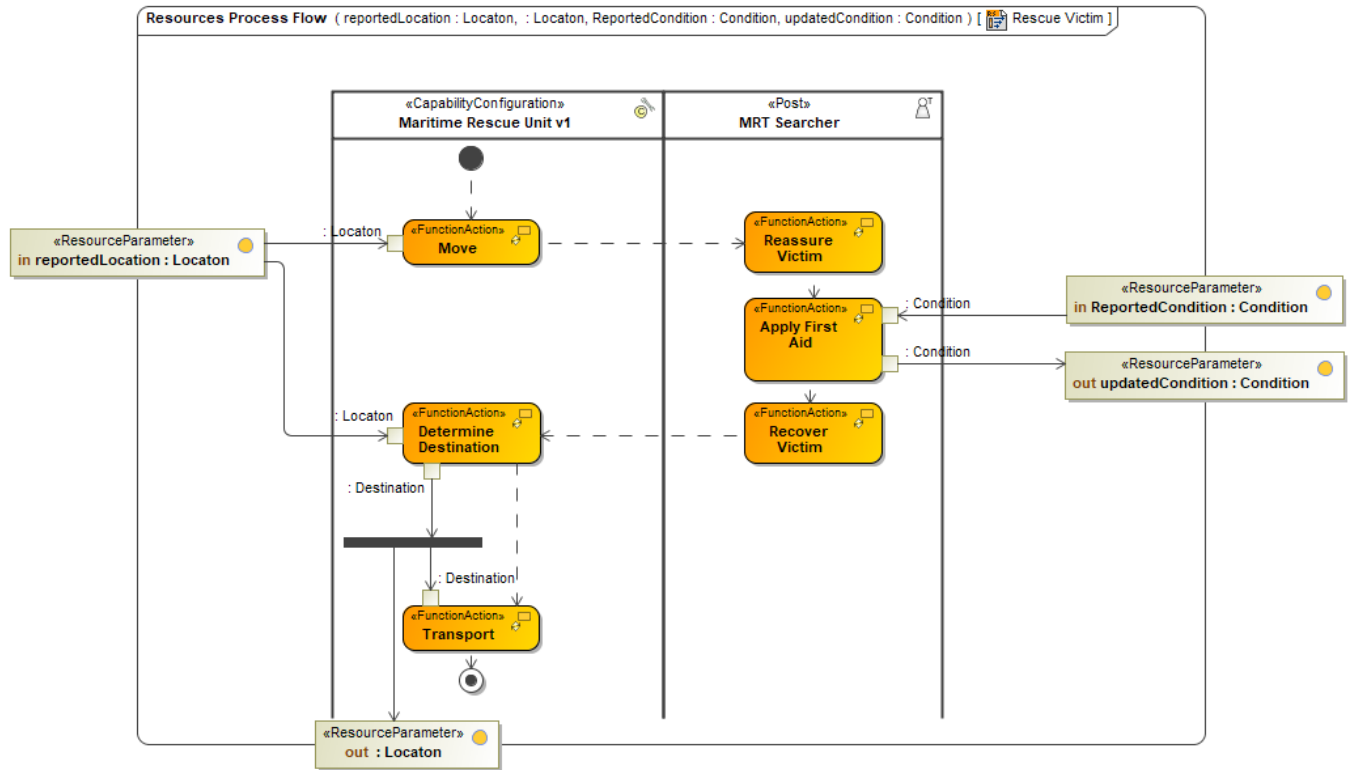 Resources Process Flow ( reportedLocation : Locaton, : Locaton, ReportedCondition : Condition, updatedCondition : Condition ) [ Rescue Victim ]
«CapabilityConfiguration»
Maritime Rescue Unit v1
«Post»
MRT Searcher
«ResourceParameter»
in reportedLocation : Locaton
: Locaton
«FunctionAction»
Move
«FunctionAction»
Reassure
Victim
«FunctionAction»
Apply First
Aid
: Condition
: Condition
«ResourceParameter»
in ReportedCondition : Condition
«ResourceParameter»
out updatedCondition : Condition
: Locaton
«FunctionAction»
Determine
Destination
«FunctionAction»
Recover
Victim
: Destination
: Destination
«FunctionAction»
Transport
«ResourceParameter»
out : Locaton